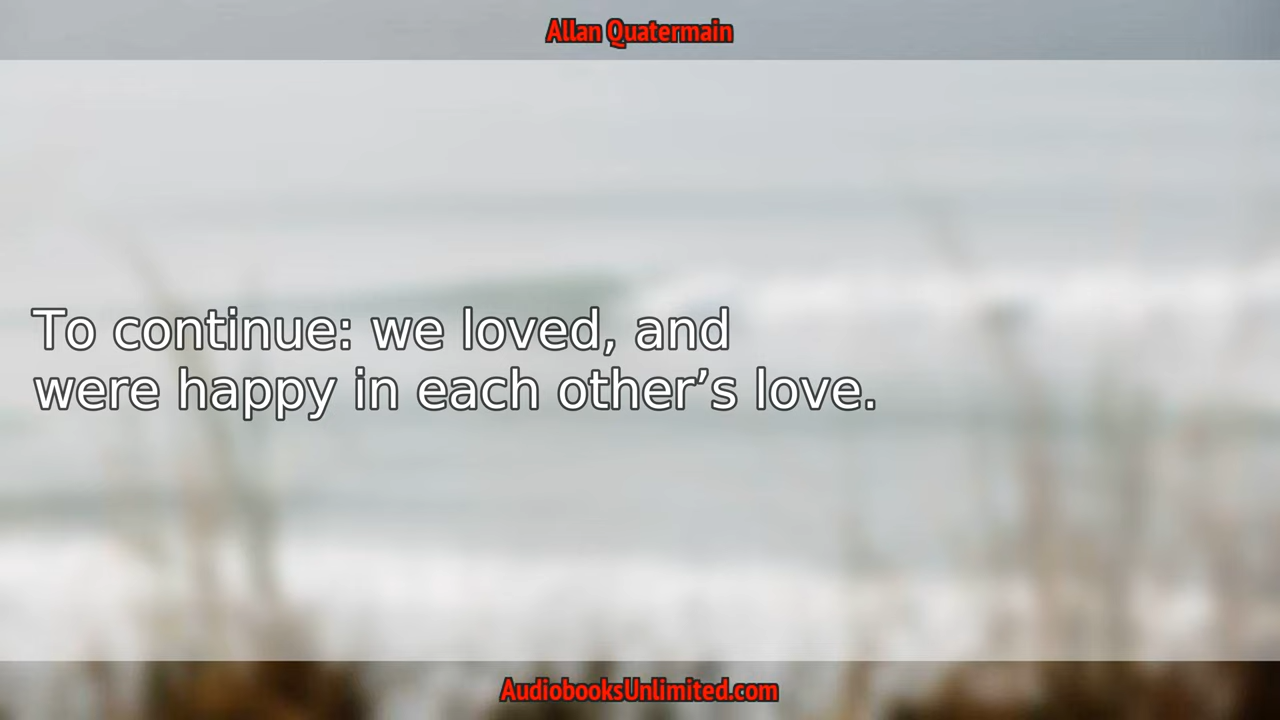 Allan Quatermain
To continue: we loved, and
were happy in each other’s love.
AudiobooksUnlimited.com